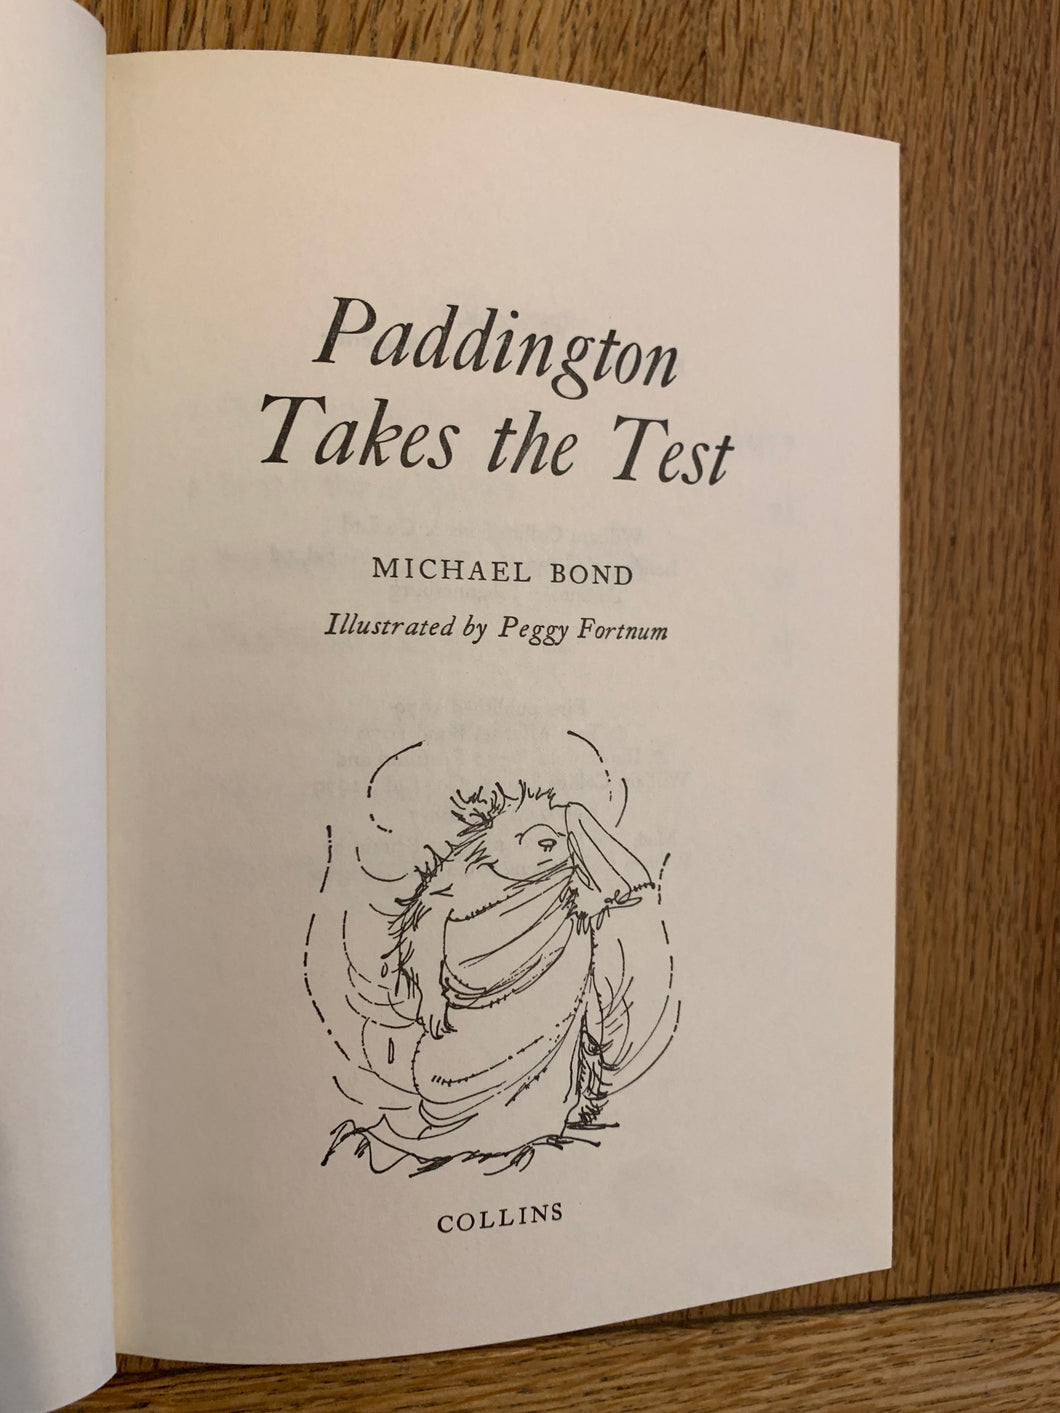 Paddington
Takes the Test
MICHAEL BOND
Illustrated by Peggy Fortnum
COLLINS